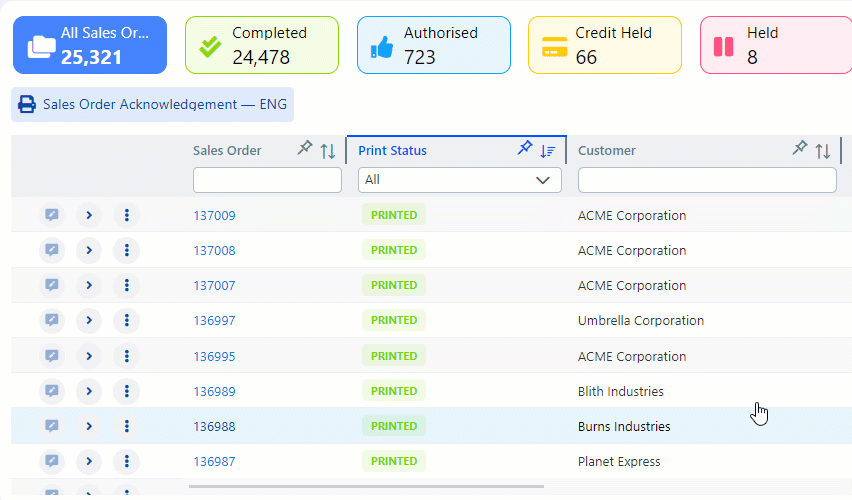 All Sales Or...
25,321
Completed
24,478
Authorised
723
Credit Held
66
Held
8
Sales Order Acknowledgement — ENG
Sales Order Print Status Customer
All
137009 PRINTED ACME Corporation
137008 PRINTED ACME Corporation
137007 PRINTED ACME Corporation
136997 PRINTED Umbrella Corporation
136995 PRINTED ACME Corporation
136989 PRINTED Blith Industries
136988 PRINTED Burns Industries
136987 PRINTED Planet Express